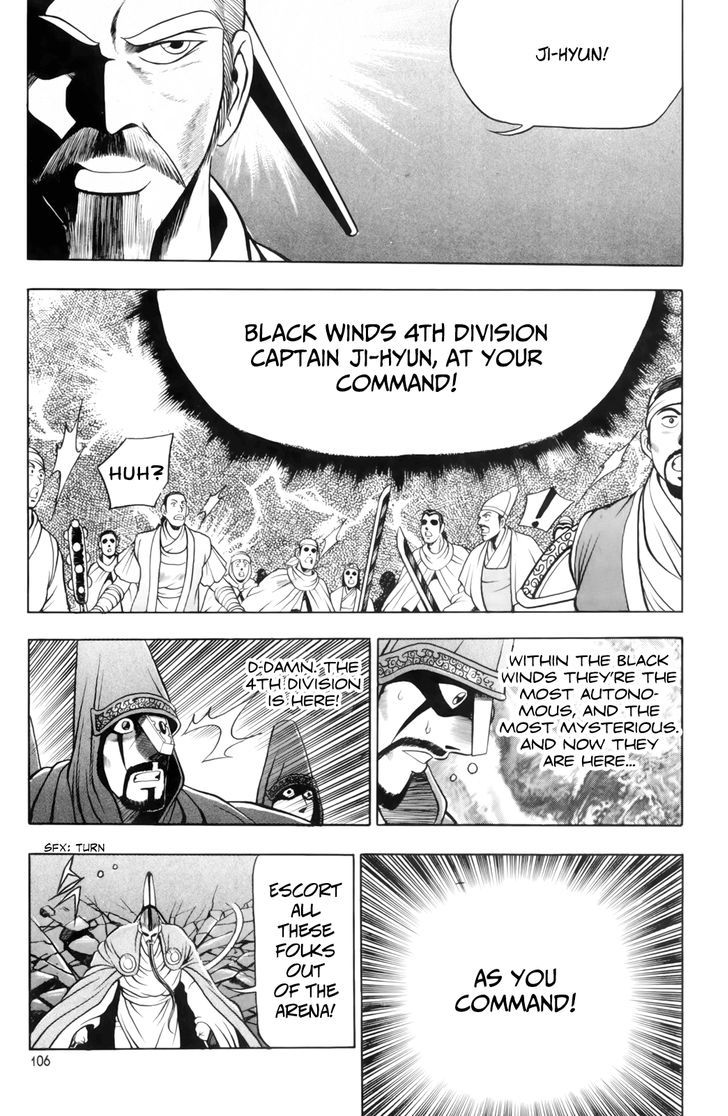 JI-HYUN!
BLACK WINDS 4TH DIVISION
CAPTAIN JI-HYUN, AT YOUR
COMMAND!
HUH?
!
D-DAMN. THE
4TH DIVISION
IS HERE!
WITHIN THE BLACK
WINDS THEY'RE THE
MOST AUTONO-
MOUS, AND THE
MOST MYSTERIOUS.
AND NOW THEY
ARE HERE...
SFX: TURN
ESCORT
ALL
THESE
FOLKS
OUT
OF THE
ARENA!
AS YOU
COMMAND!
106